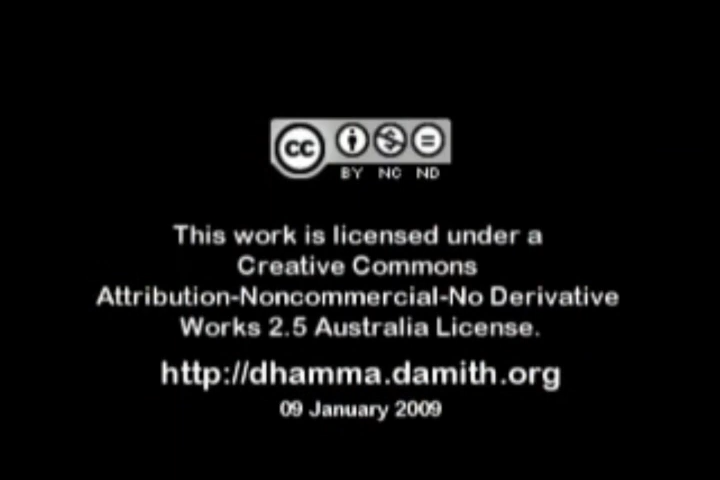 cc
BY NC ND
This work is licensed under a
Creative Commons
Attribution-Noncommercial-No Derivative
Works 2.5 Australia License.
http://dhamma.damith.org
09 January 2009